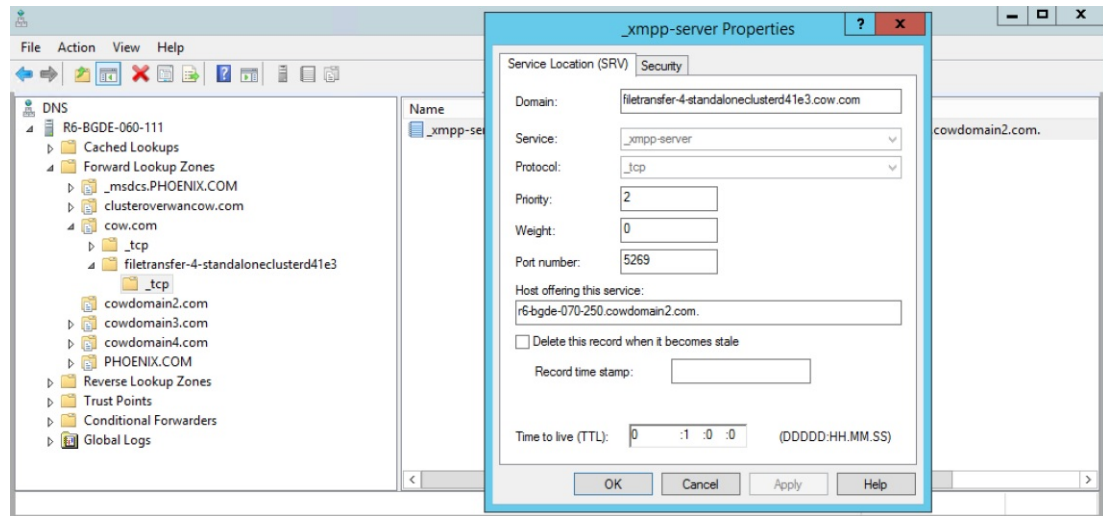 _xmpp-server Properties
? x
x
File Action View Help
DNS
R6-BGDE-060-111
Cached Lookups
Forward Lookup Zones
_msdcs.PHOENIX.COM
clusteroverwancow.com
cow.com
_tcp
filetransfer-4-standaloneclusterd41e3
_tcp
cowdomain2.com
cowdomain3.com
cowdomain4.com
PHOENIX.COM
Reverse Lookup Zones
Trust Points
Conditional Forwarders
Global Logs
Name
_xmpp-se
.cowdomain2.com.
Service Location (SRV) Security
Domain: filetransfer-4-standaloneclusterd41e3.cow.com
Service: _xmpp-server
Protocol: _tcp
Priority: 2
Weight: 0
Port number: 5269
Host offering this service:
r6-bgde-070-250.cowdomain2.com.
Delete this record when it becomes stale
Record time stamp:
Time to live (TTL): 0 :1 :0 :0 (DDDDD:HH.MM.SS)
OK Cancel Apply Help